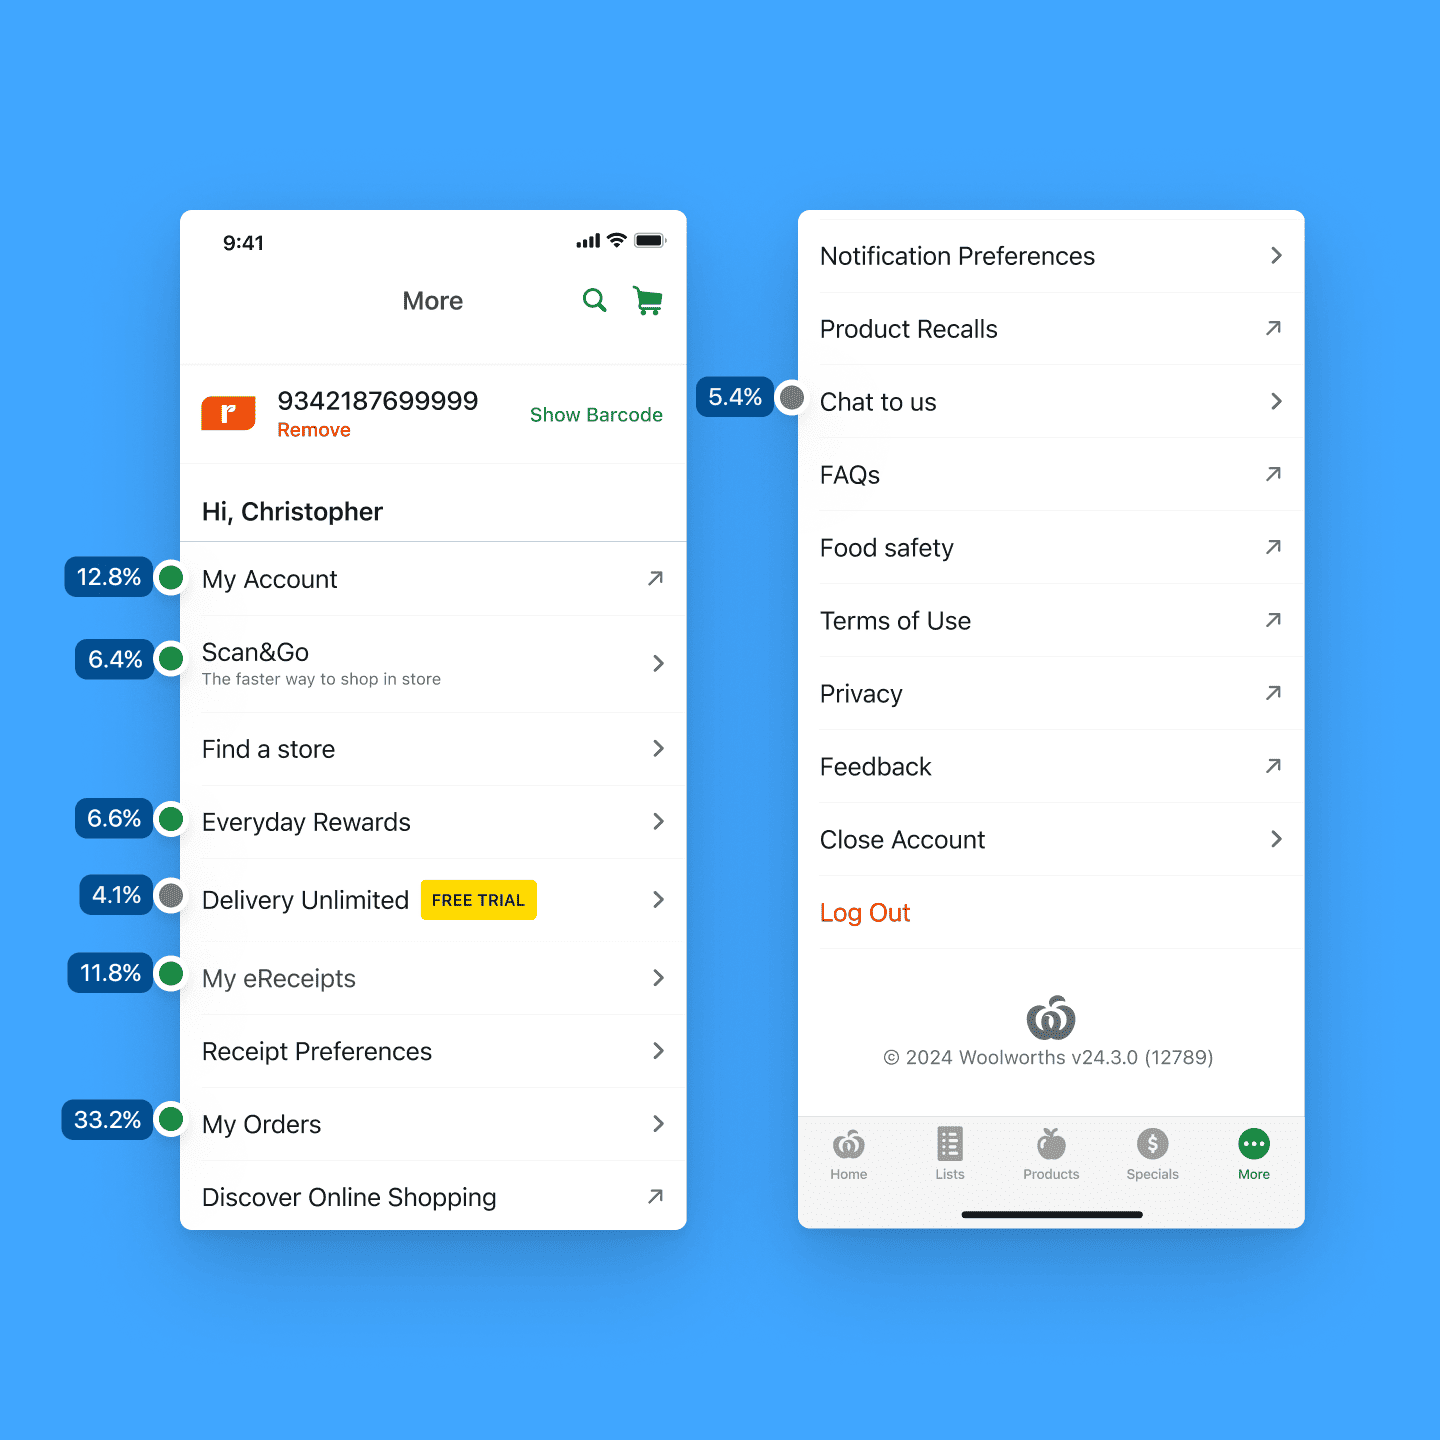 9:41
More
9342187699999
Remove
Show Barcode
Hi, Christopher
12.8%
My Account
6.4%
Scan&Go
The faster way to shop in store
Find a store
6.6%
Everyday Rewards
4.1%
Delivery Unlimited
FREE TRIAL
11.8%
My eReceipts
Receipt Preferences
33.2%
My Orders
Discover Online Shopping
Notification Preferences
Product Recalls
5.4%
Chat to us
FAQs
Food safety
Terms of Use
Privacy
Feedback
Close Account
Log Out
© 2024 Woolworths v24.3.0 (12789)
Home
Lists
Products
Specials
More